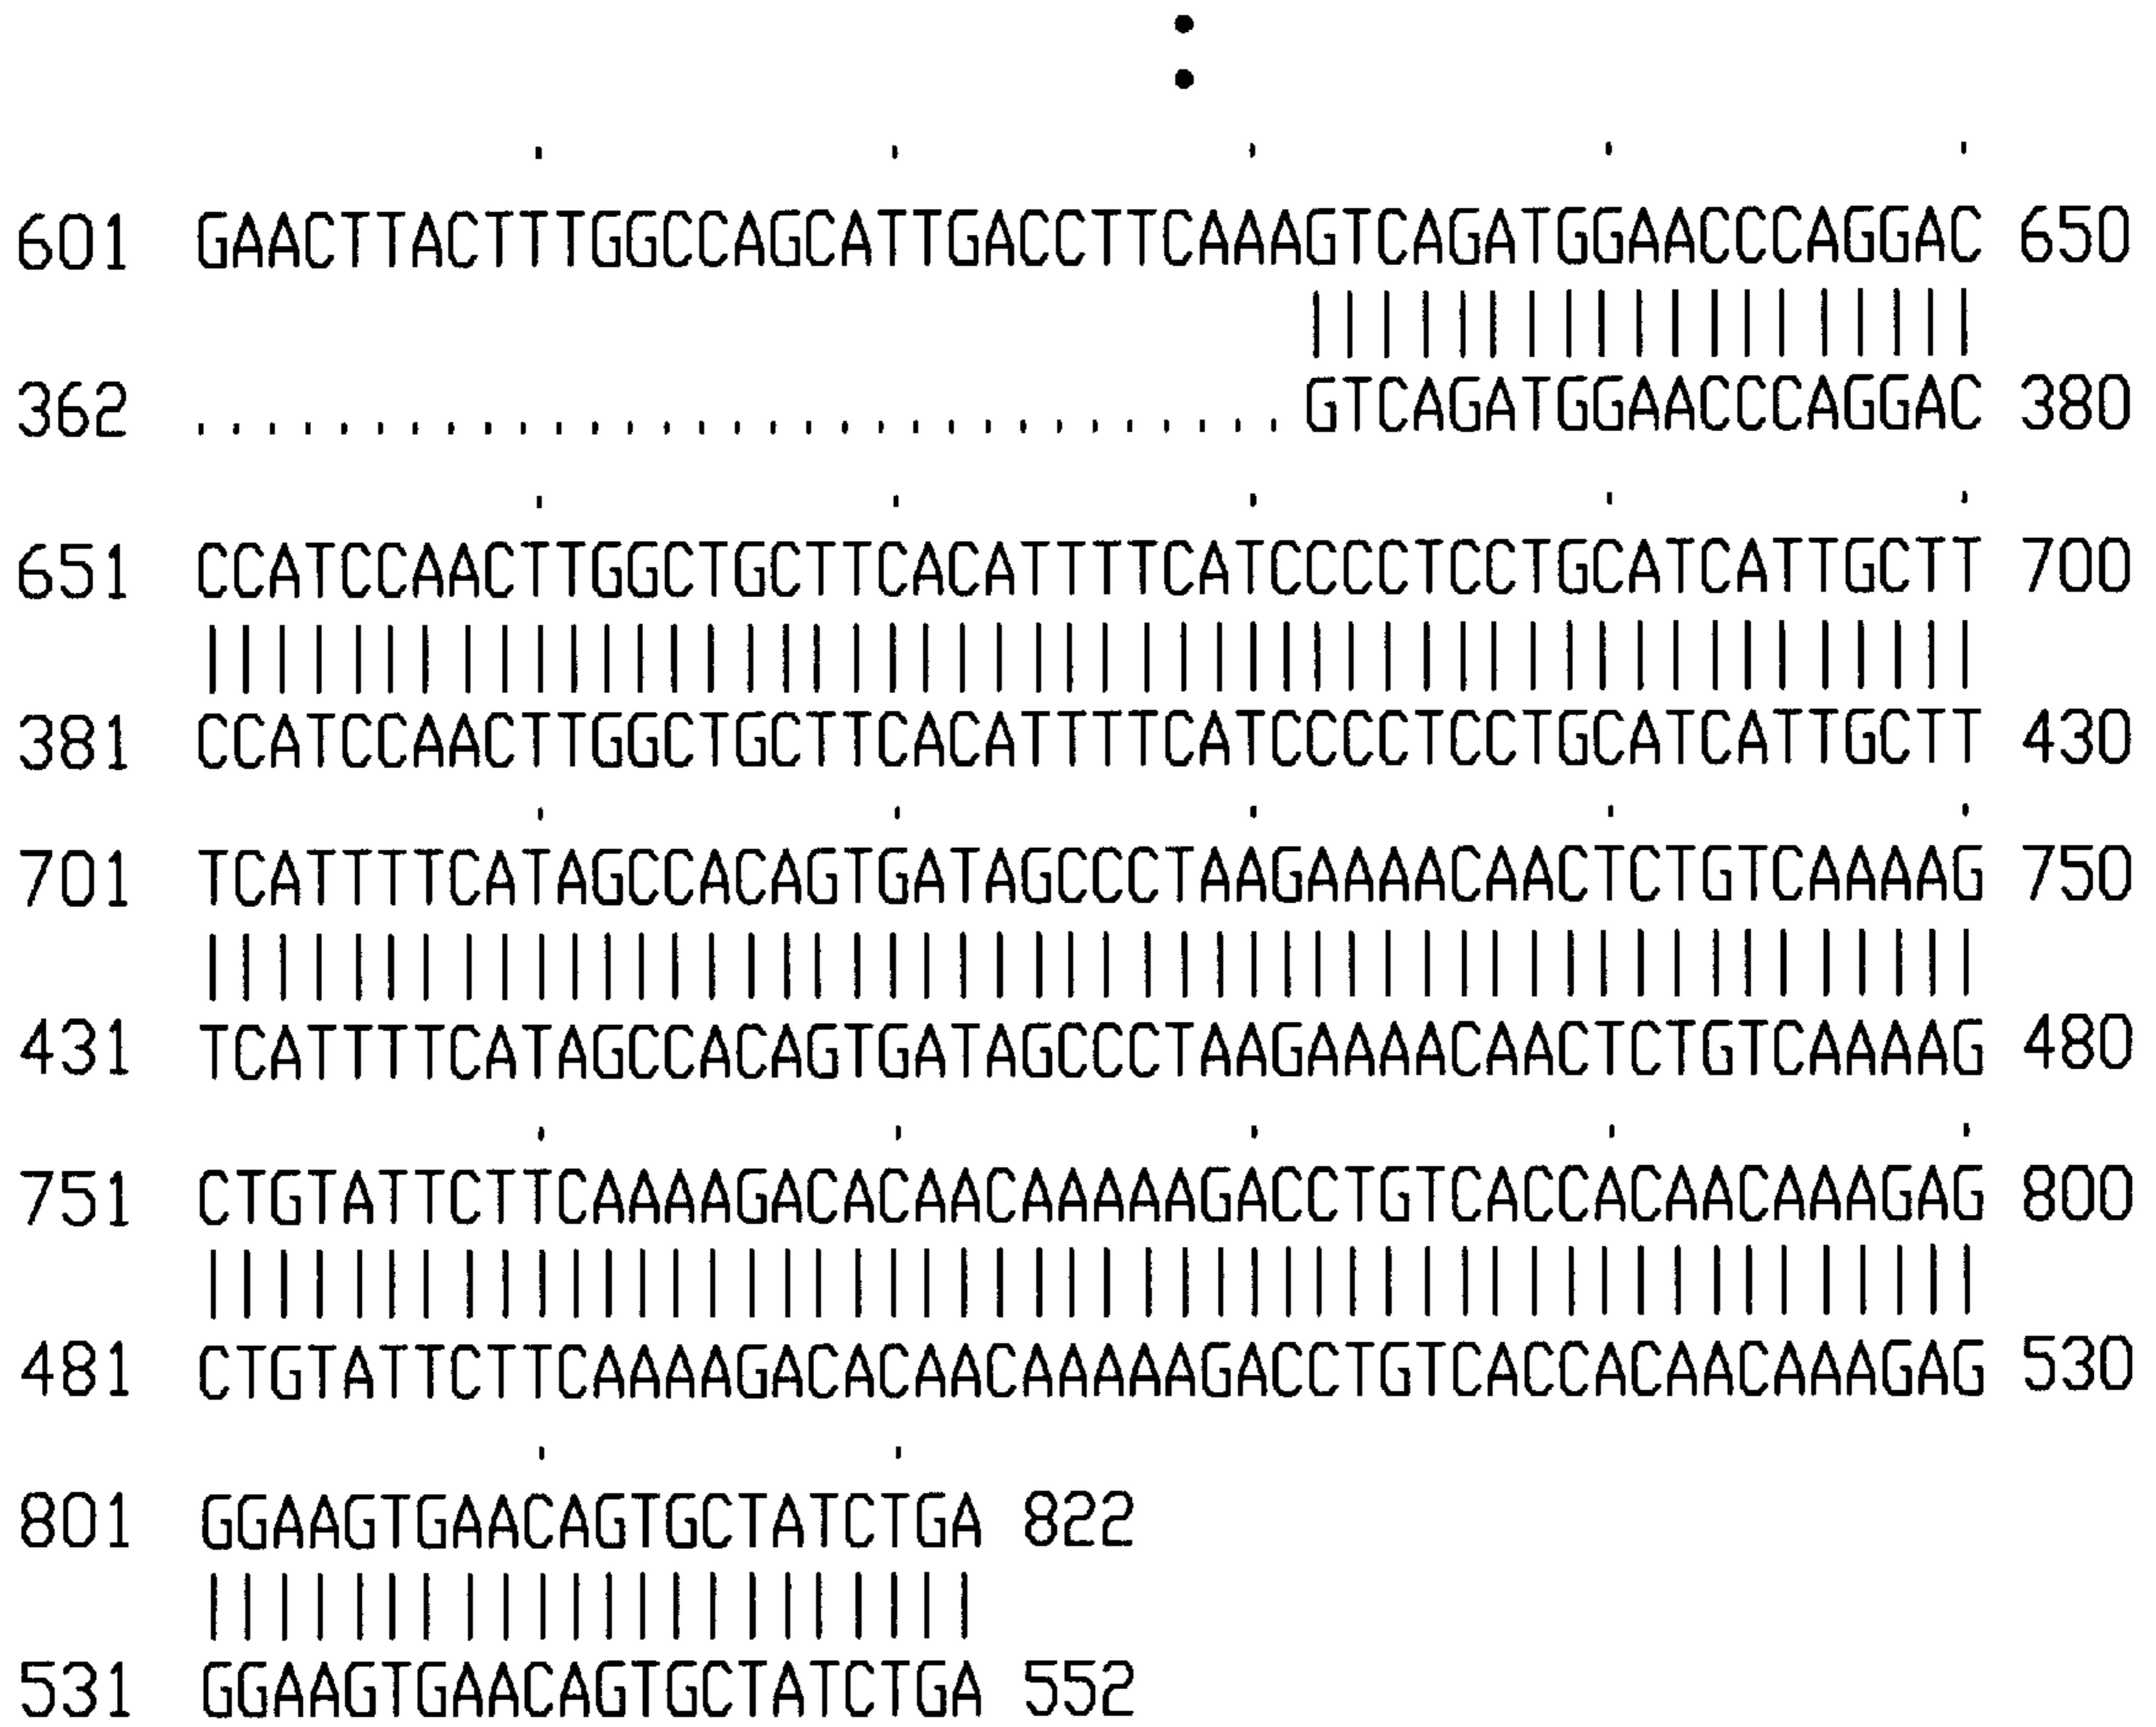 601 GAACTTACTTTGGCCAGCATTGACCTTCAAAGTCAGATGGAACCCAGGAC 650
362 ...............................GTCAGATGGAACCCAGGAC 380
651 CCATCCAACTTGGCTGCTTCACATTTTCATCCCCTCCTGCATCATTGCTT 700
381 CCATCCAACTTGGCTGCTTCACATTTTCATCCCCTCCTGCATCATTGCTT 430
701 TCATTTTCATAGCCACAGTGATAGCCCTAAGAAAACAACTCTGTCAAAAG 750
431 TCATTTTCATAGCCACAGTGATAGCCCTAAGAAAACAACTCTGTCAAAAG 480
751 CTGTATTCTTCAAAAGACACAACAAAAAGACCTGTCACCACAACAAAGAG 800
481 CTGTATTCTTCAAAAGACACAACAAAAAGACCTGTCACCACAACAAAGAG 530
801 GGAAGTGAACAGTGCTATCTGA 822
531 GGAAGTGAACAGTGCTATCTGA 552